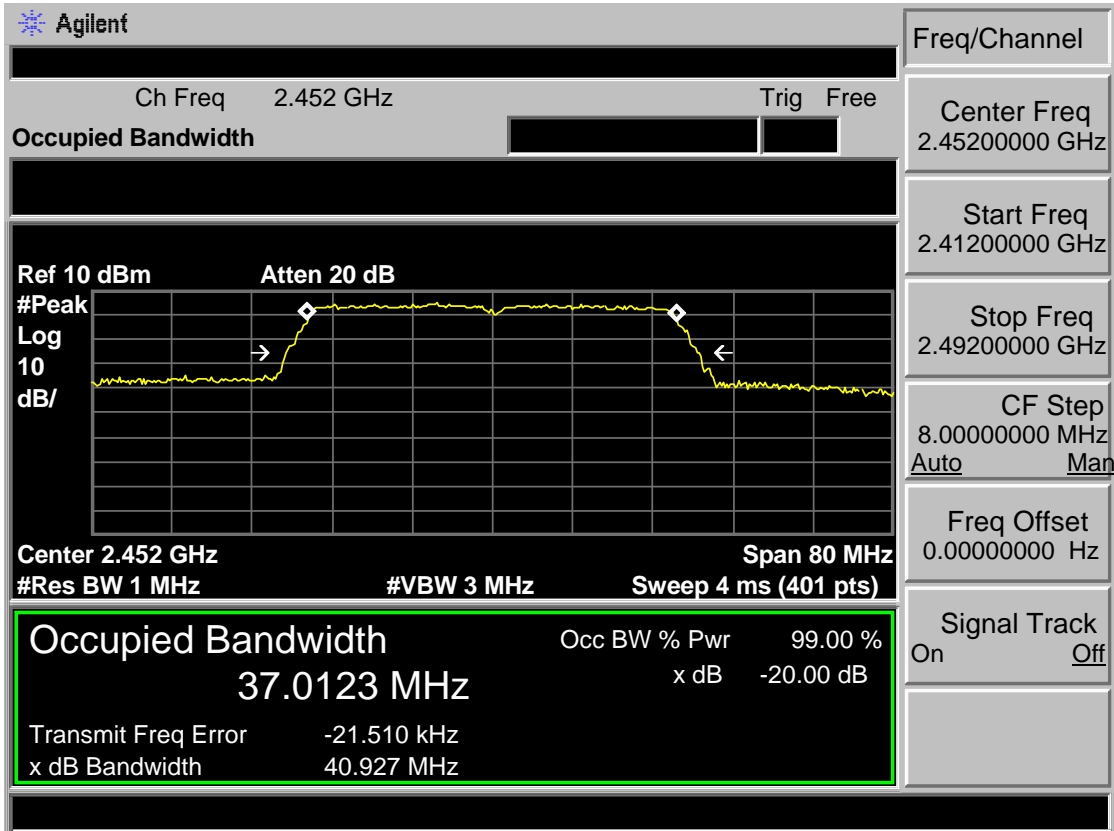 Agilent
Freq/Channel
Ch Freq 2.452 GHz Trig Free
Occupied Bandwidth
Center Freq
2.45200000 GHz
Start Freq
2.41200000 GHz
Stop Freq
2.49200000 GHz
CF Step
8.00000000 MHz
Auto Man
Freq Offset
0.00000000 Hz
Signal Track
On Off
Ref 10 dBm Atten 20 dB
#Peak
Log
10
dB/
Center 2.452 GHz Span 80 MHz
#Res BW 1 MHz #VBW 3 MHz Sweep 4 ms (401 pts)
Occupied Bandwidth Occ BW % Pwr 99.00 %
37.0123 MHz x dB -20.00 dB
Transmit Freq Error -21.510 kHz
x dB Bandwidth 40.927 MHz